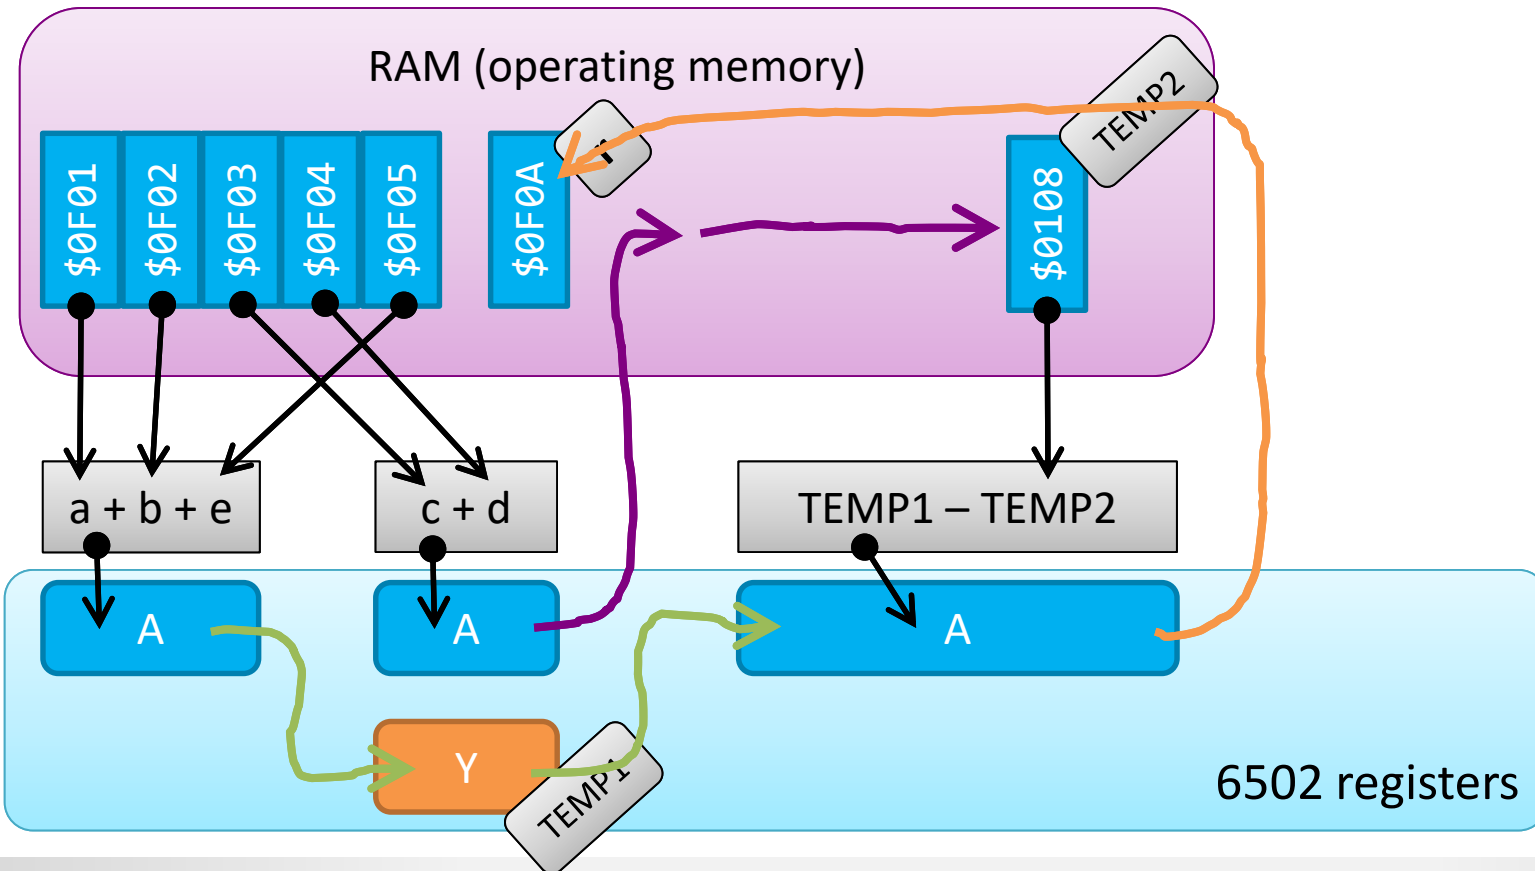 RAM (operating memory)
TEMP2
$0F01
$0F02
$0F03
$0F04
$0F05
$0F0A
$0108
a + b + e
c + d
TEMP1 – TEMP2
A
A
A
Y
TEMP1
6502 registers